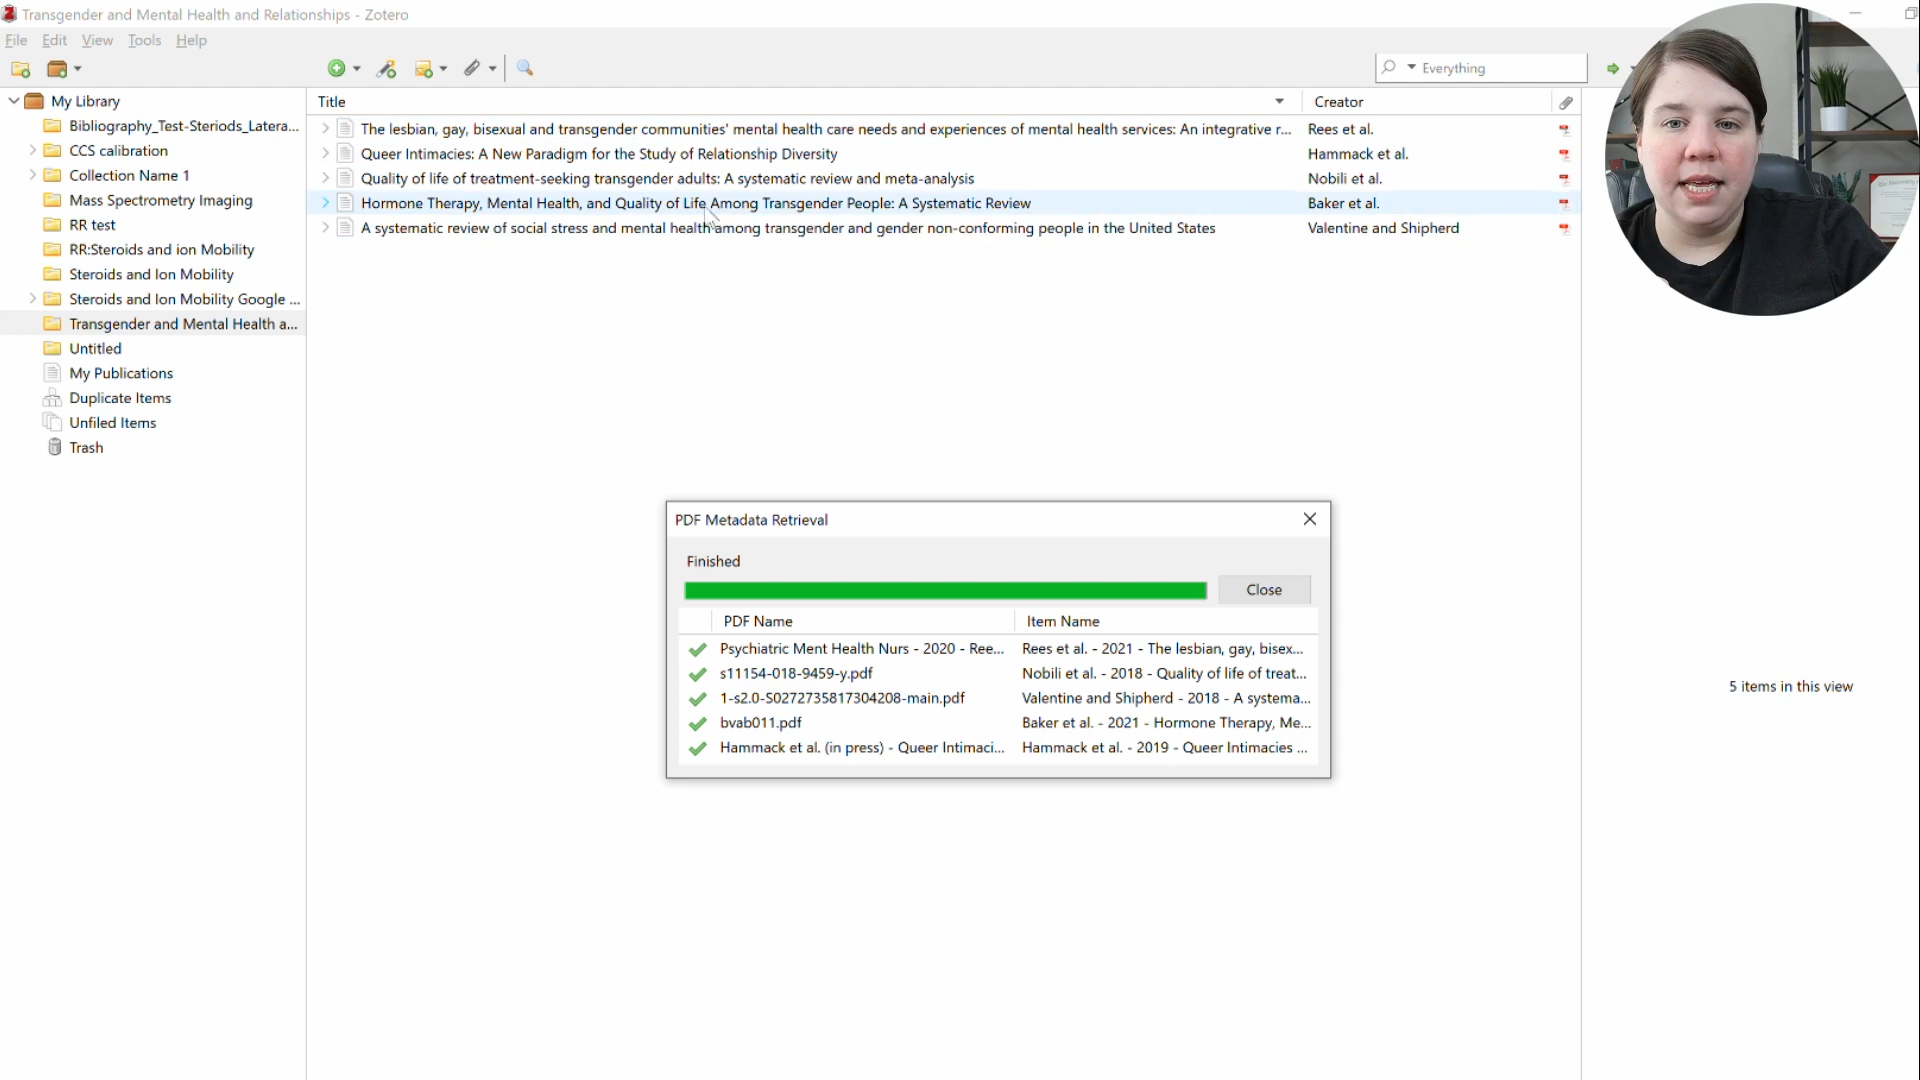 Transgender and Mental Health and Relationships - Zotero
File Edit View Tools Help
Everything
My Library
Bibliography_Test-Steriods_Latera...
CCS calibration
Collection Name 1
Mass Spectrometry Imaging
RR test
RR:Steroids and ion Mobility
Steroids and Ion Mobility
Steroids and Ion Mobility Google ...
Transgender and Mental Health a...
Untitled
My Publications
Duplicate Items
Unfiled Items
Trash
Title Creator
The lesbian, gay, bisexual and transgender communities' mental health care needs and experiences of mental health services: An integrative r... Rees et al.
Queer Intimacies: A New Paradigm for the Study of Relationship Diversity Hammack et al.
Quality of life of treatment-seeking transgender adults: A systematic review and meta-analysis Nobili et al.
Hormone Therapy, Mental Health, and Quality of Life Among Transgender People: A Systematic Review Baker et al.
A systematic review of social stress and mental health among transgender and gender non-conforming people in the United States Valentine and Shipherd
PDF Metadata Retrieval
Finished
Close
PDF Name Item Name
Psychiatric Ment Health Nurs - 2020 - Ree... Rees et al. - 2021 - The lesbian, gay, bisex...
s11154-018-9459-y.pdf Nobili et al. - 2018 - Quality of life of treat...
1-s2.0-S0272735817304208-main.pdf Valentine and Shipherd - 2018 - A systema...
bvab011.pdf Baker et al. - 2021 - Hormone Therapy, Me...
Hammack et al. (in press) - Queer Intimaci... Hammack et al. - 2019 - Queer Intimacies ...
5 items in this view